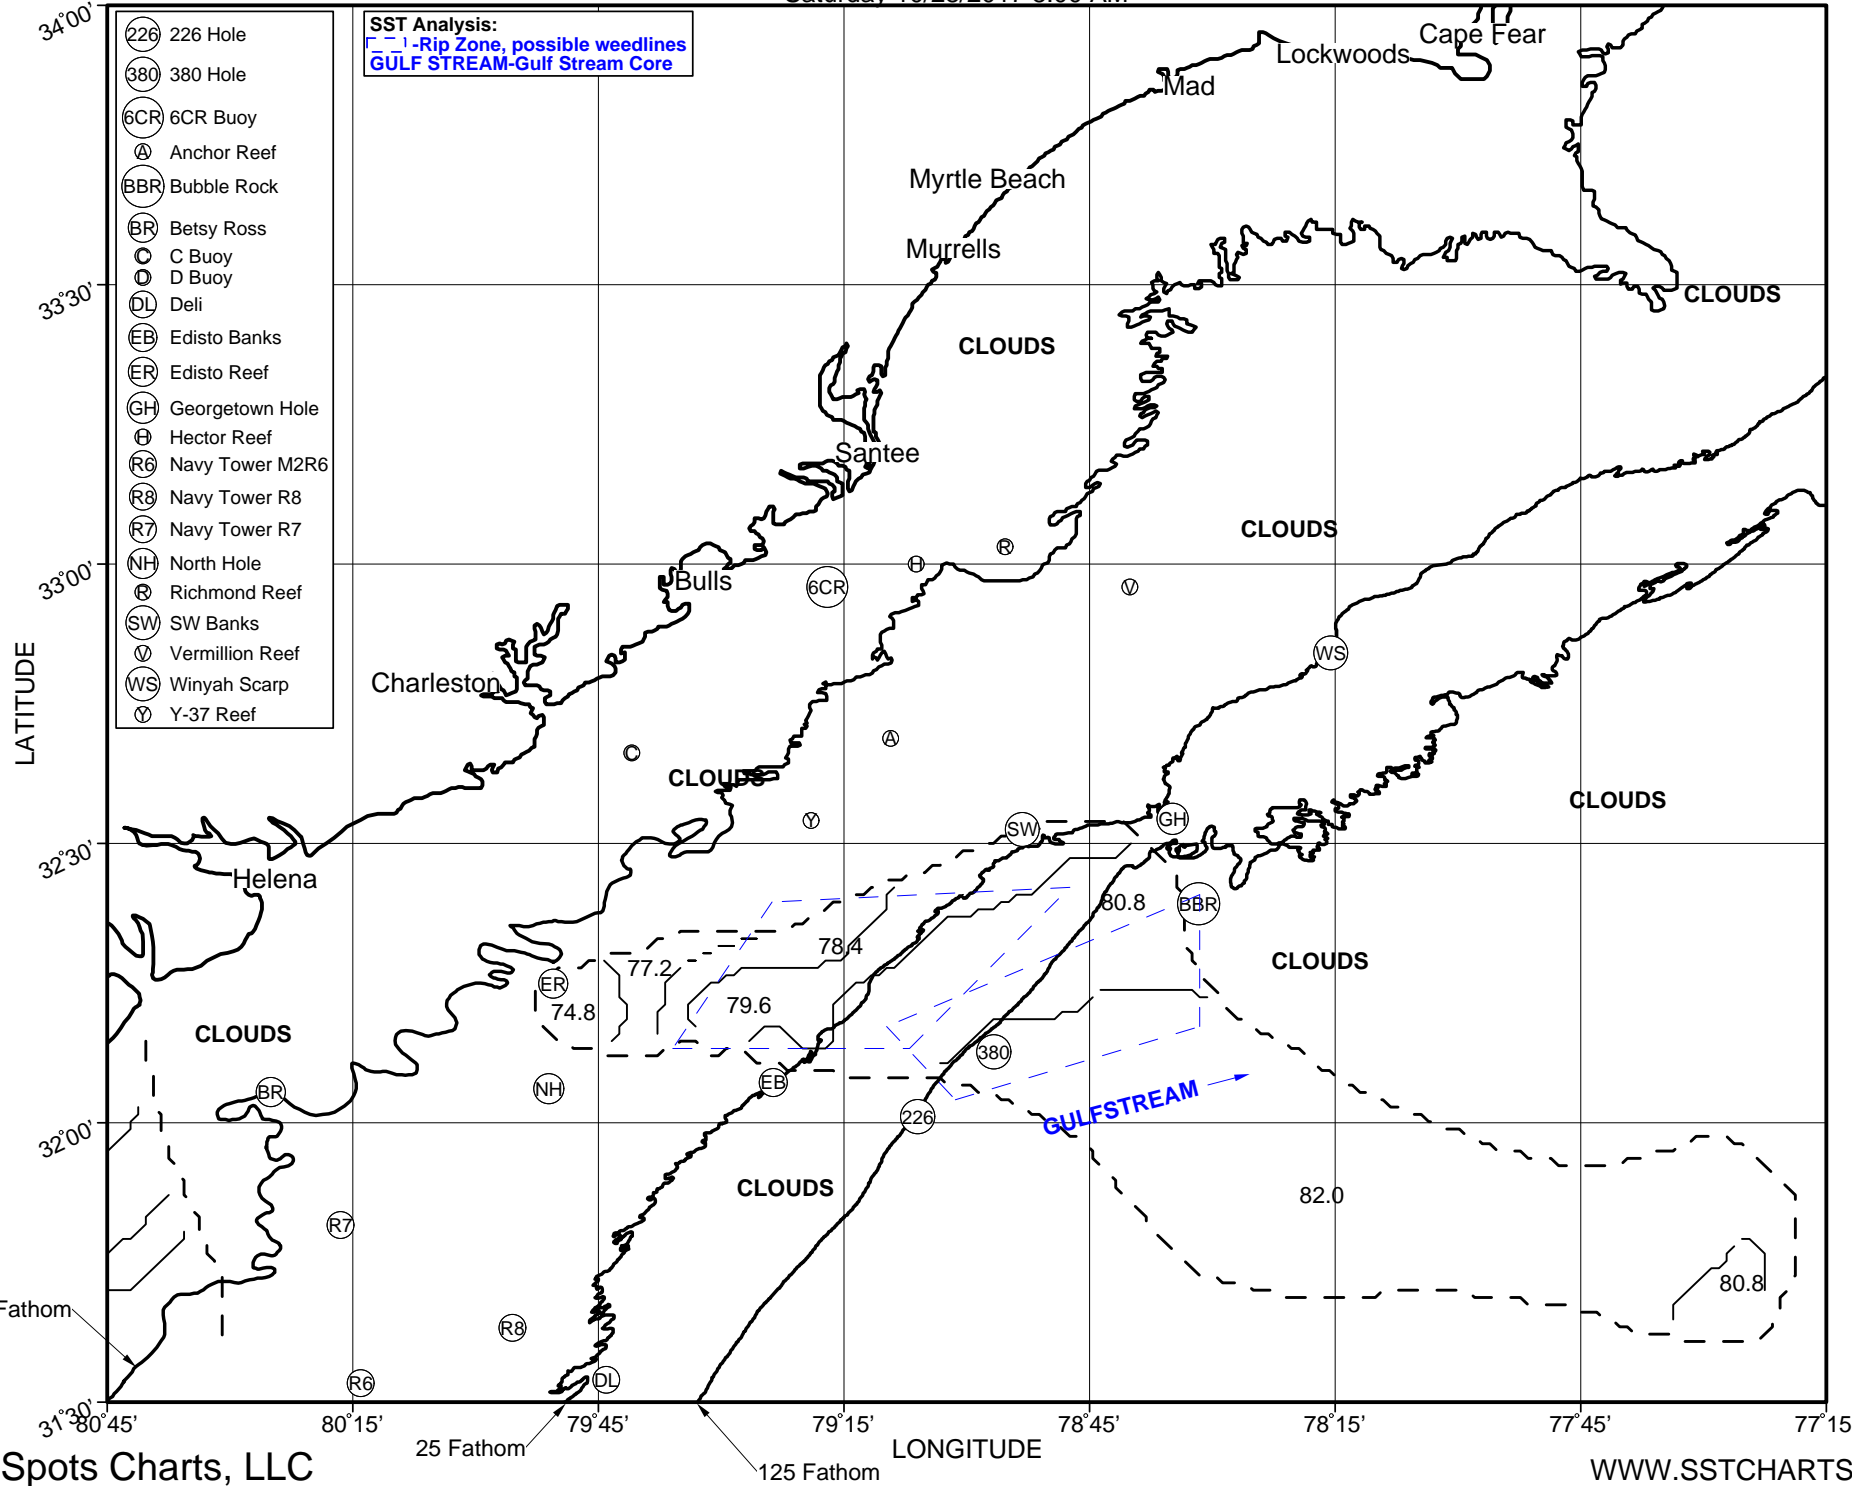 34°00'
226 226 Hole
380 380 Hole
6CR 6CR Buoy
A Anchor Reef
BBR Bubble Rock
BR Betsy Ross
C C Buoy
D D Buoy
DL Deli
EB Edisto Banks
ER Edisto Reef
GH Georgetown Hole
H Hector Reef
R6 Navy Tower M2R6
R8 Navy Tower R8
R7 Navy Tower R7
NH North Hole
R Richmond Reef
SW SW Banks
V Vermillion Reef
WS Winyah Scarp
Y Y-37 Reef
SST Analysis:
-Rip Zone, possible weedlines
GULF STREAM-Gulf Stream Core
Cape Fear
Lockwoods
Mad
Myrtle Beach
Murrells
33°30'
CLOUDS
CLOUDS
Santee
CLOUDS
33°00'
R
H
Bulls
6CR
V
WS
LATITUDE
Charleston
A
C
CLOUDS
CLOUDS
Y
SW
GH
32°30'
Helena
80.8
BBR
78.4
77.2
CLOUDS
ER
74.8
79.6
CLOUDS
380
EB
NH
BR
GULFSTREAM
226
32°00'
CLOUDS
82.0
R7
80.8
Fathom
R8
R6
DL
31°30'
80°45'
80°15'
79°45'
79°15'
78°45'
78°15'
77°45'
77°15'
25 Fathom
LONGITUDE
125 Fathom
Spots Charts, LLC
WWW.SSTCHARTS